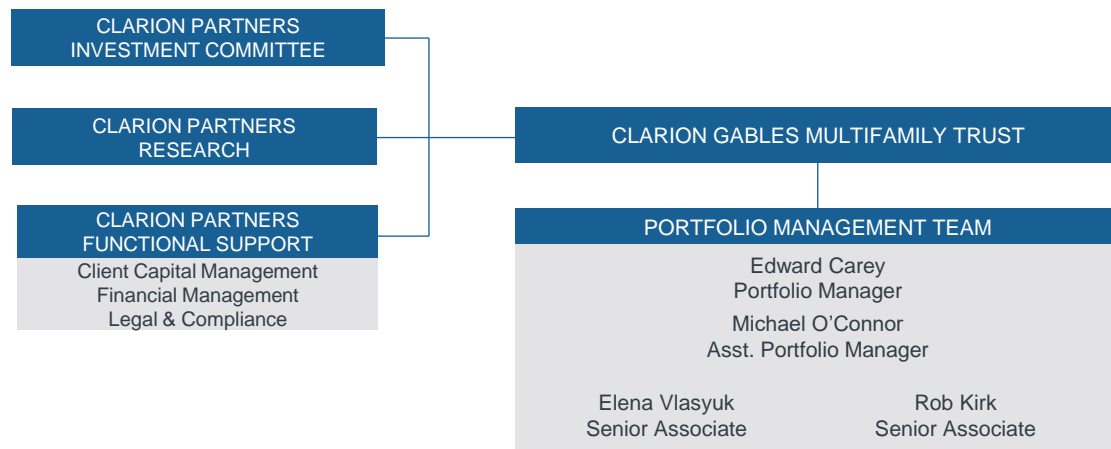 CLARION PARTNERS
INVESTMENT COMMITTEE
CLARION PARTNERS
RESEARCH
CLARION PARTNERS
FUNCTIONAL SUPPORT
Client Capital Management
Financial Management
Legal & Compliance
CLARION GABLES MULTIFAMILY TRUST
PORTFOLIO MANAGEMENT TEAM
Edward Carey
Portfolio Manager
Michael O’Connor
Asst. Portfolio Manager
Elena Vlasyuk
Senior Associate
Rob Kirk
Senior Associate